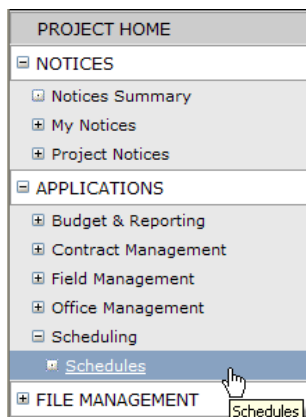 PROJECT HOME
NOTICES
Notices Summary
My Notices
Project Notices
APPLICATIONS
Budget & Reporting
Contract Management
Field Management
Office Management
Scheduling
Schedules
Schedules
FILE MANAGEMENT